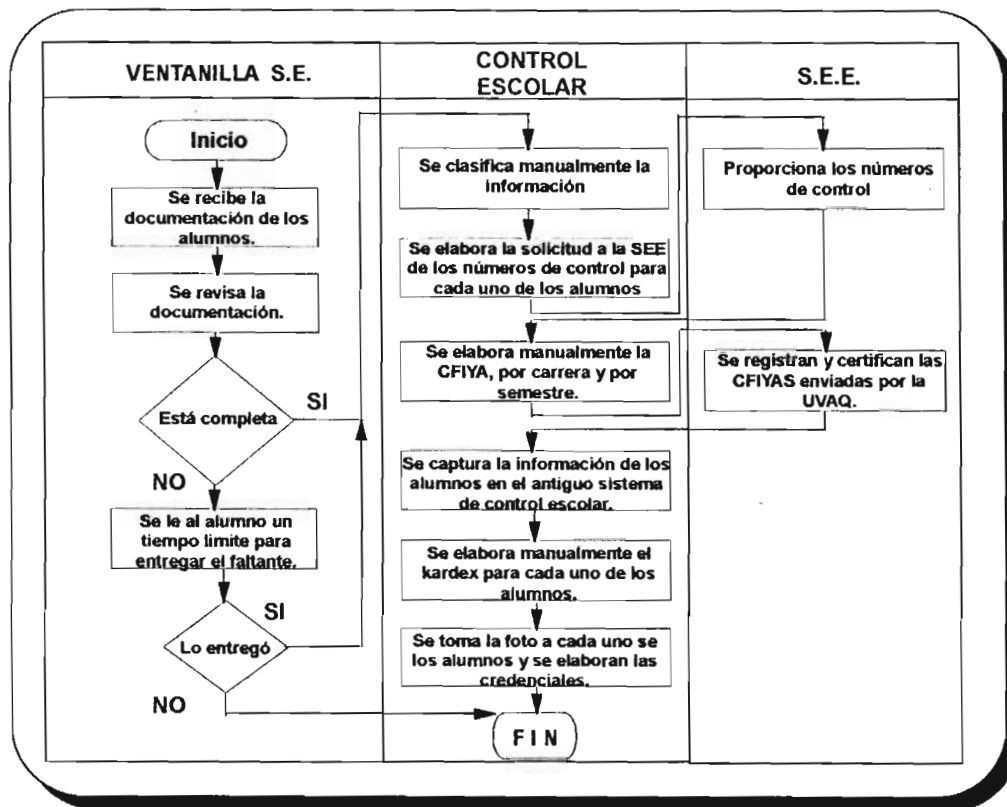 VENTANILLA S.E.
CONTROL
ESCOLAR
S.E.E.
Inicio
Se recibe la
documentación de los
alumnos.
Se revisa la
documentación.
Está completa
SI
NO
Se le al alumno un
tiempo limite para
entregar el faltante.
SI
Lo entregó
NO
Se clasifica manualmente la
información
Se elabora la solicitud a la SEE
de los números de control para
cada uno de los alumnos
Se elabora manualmente la
CFIYA, por carrera y por
semestre.
Se captura la información de los
alumnos en el antiguo sistema
de control escolar.
Se elabora manualmente el
kardex para cada uno de los
alumnos.
Se toma la foto a cada uno se
los alumnos y se elaboran las
credenciales.
FIN
Proporciona los números
de control
Se registran y certifican las
CFIYAS enviadas por la
UVAQ.